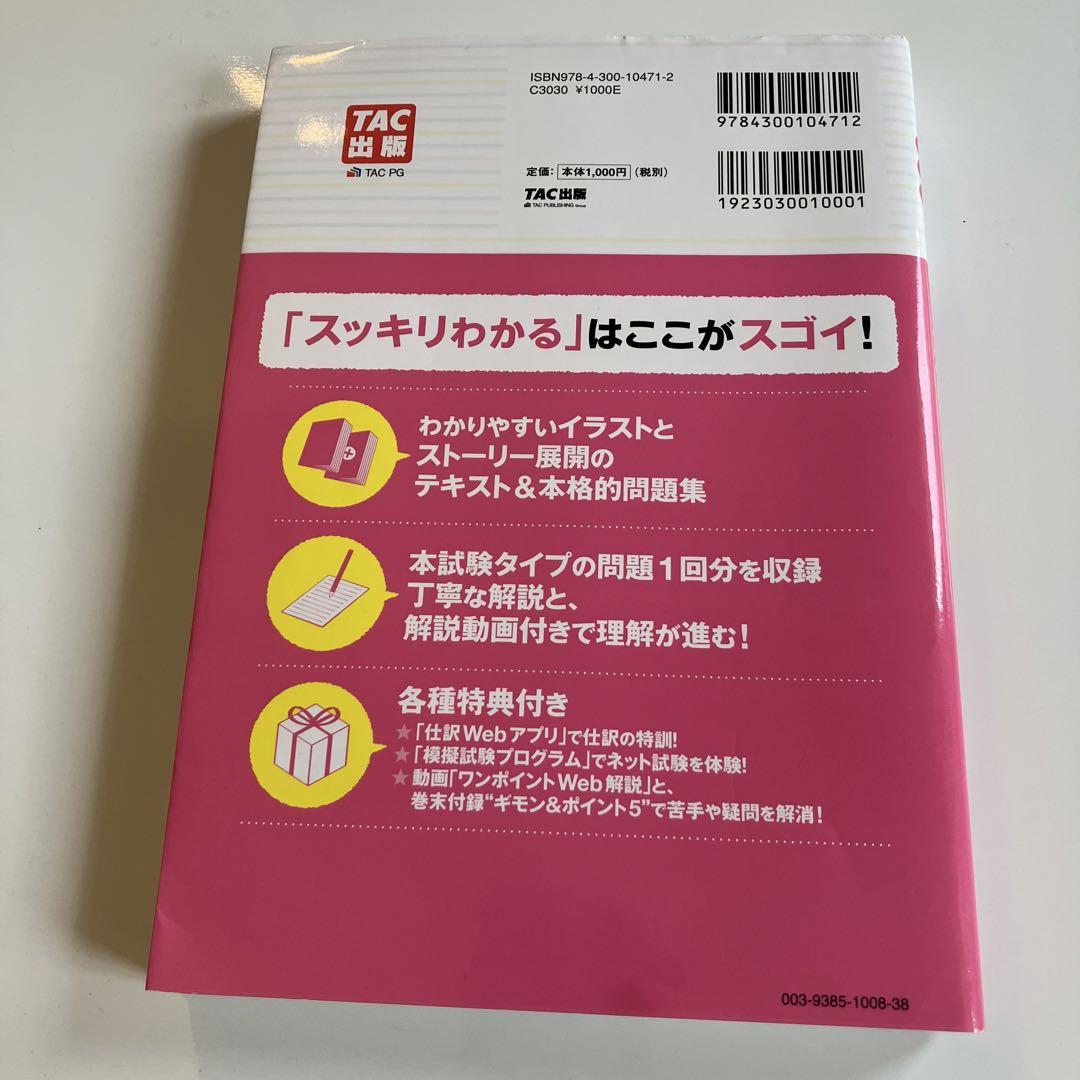 TAC
出版
TAC PG
ISBN978-4-300-10471-2
C3030 ¥1000E
定価: 本体1,000円 (税別)
TAC出版
TAC PUBLISHING Group
9784300104712
1923030010001
「スッキリわかる」はここがスゴイ!
わかりやすいイラストと
ストーリー展開の
テキスト&本格的問題集
本試験タイプの問題1回分を収録
丁寧な解説と、
解説動画付きで理解が進む!
各種特典付き
★「仕訳Webアプリ」で仕訳の特訓!
★「模擬試験プログラム」でネット試験を体験!
★動画「ワンポイントWeb解説」と、
巻末付録“ギモン&ポイント5”で苦手や疑問を解消!
003-9385-1008-38